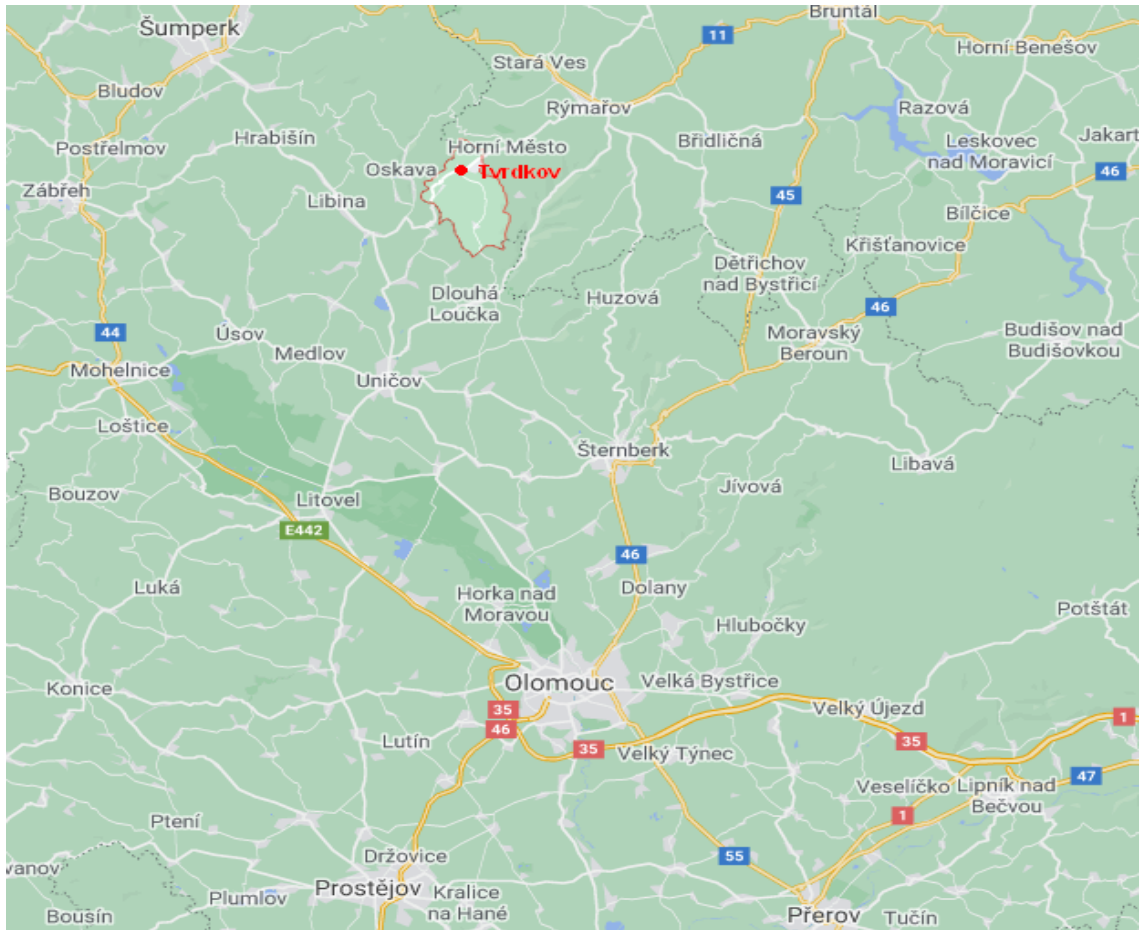 Šumperk
Bruntál
11
Horní Benešov
Stará Ves
Bludov
Rýmařov
Razová
Hrabišín
Břidličná
Jakart
Postřelmov
Horní Město
Leskovec
nad Moravicí
Oskava
Tvrdkov
46
Zábřeh
45
Libina
Bílčice
Křišťanovice
Dětřichov
nad Bystřicí
Dlouhá
Loučka
Huzová
46
44
Úsov
Moravský
Beroun
Budišov nad
Budišovkou
Medlov
Mohelnice
Uničov
Loštice
Šternberk
Libavá
Jívová
Bouzov
Litovel
E442
46
Luká
Horka nad
Moravou
Dolany
Potštát
Hlubočky
Konice
Olomouc
Velká Bystřice
35
Velký Újezd
1
46
Lutín
35
35
Velký Týnec
47
Veselíčko
Lipník nad
Bečvou
1
Ptení
55
Držovice
vanov
Prostějov
Plumlov
Kralice
na Hané
Bousín
Přerov
Tučín